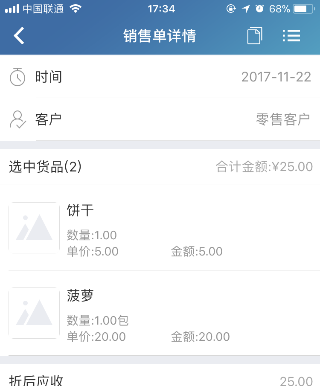 中国联通 17:34 68%
销售单详情
时间 2017-11-22
客户 零售客户
选中货品(2) 合计金额:¥25.00
饼干
数量:1.00
单价:5.00 金额:5.00
菠萝
数量:1.00包
单价:20.00 金额:20.00
折后应收 25.00